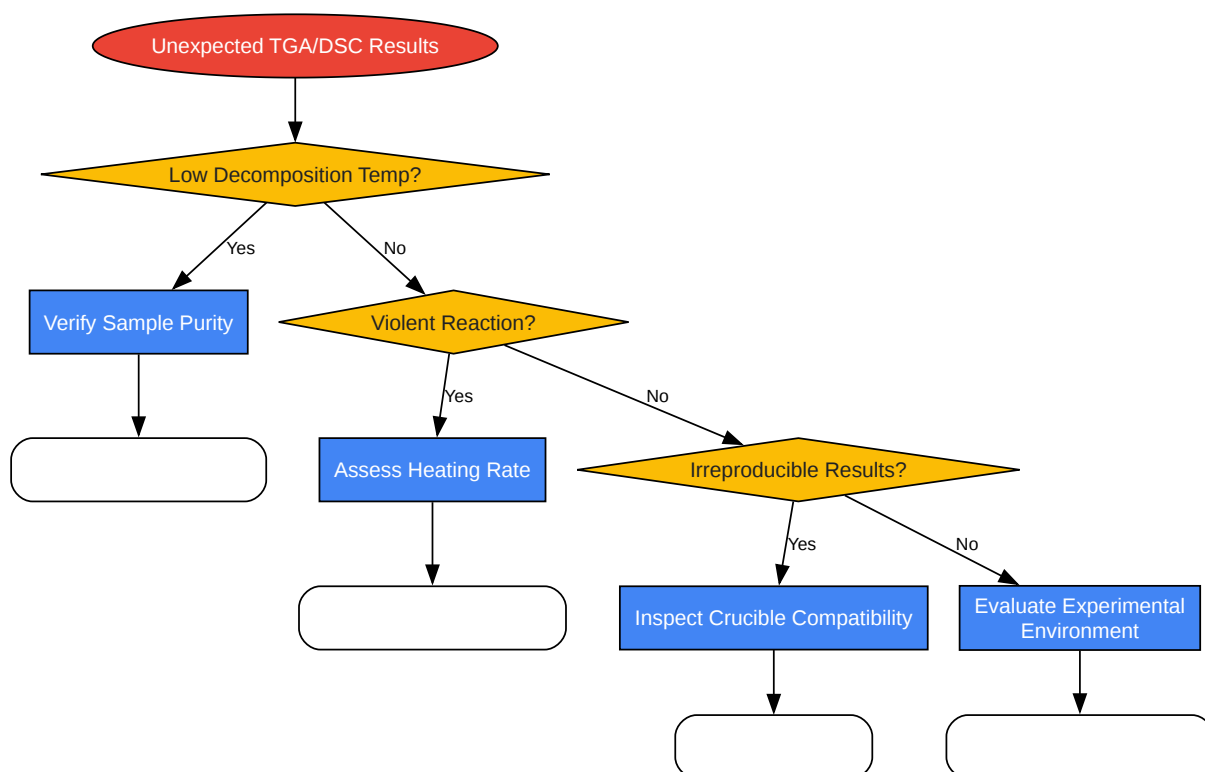 Unexpected TGA/DSC Results
Low Decomposition Temp?
Yes
No
Verify Sample Purity
Violent Reaction?
Yes
No
Assess Heating Rate
Irreproducible Results?
Yes
No
Inspect Crucible Compatibility
Evaluate Experimental
Environment